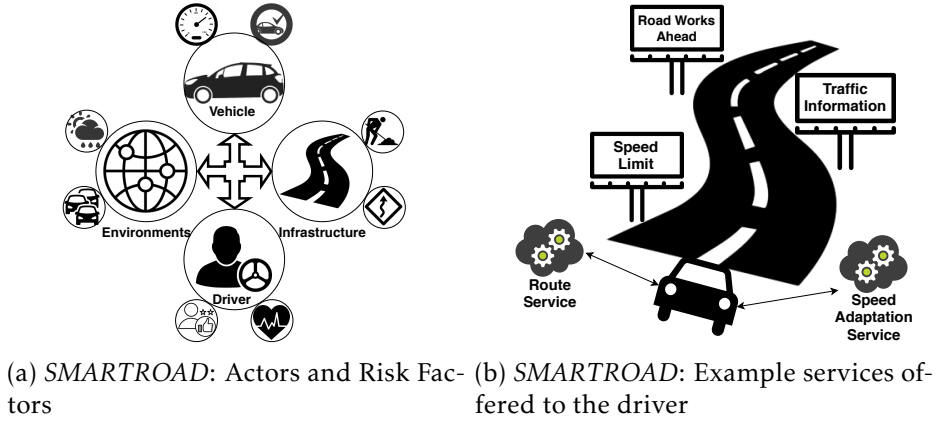 Vehicle
Environments
Infrastructure
Driver
(a) SMARTROAD: Actors and Risk Fac-
tors
Road Works
Ahead
Traffic
Information
Speed
Limit
Route
Service
Speed
Adaptation
Service
(b) SMARTROAD: Example services of-
fered to the driver